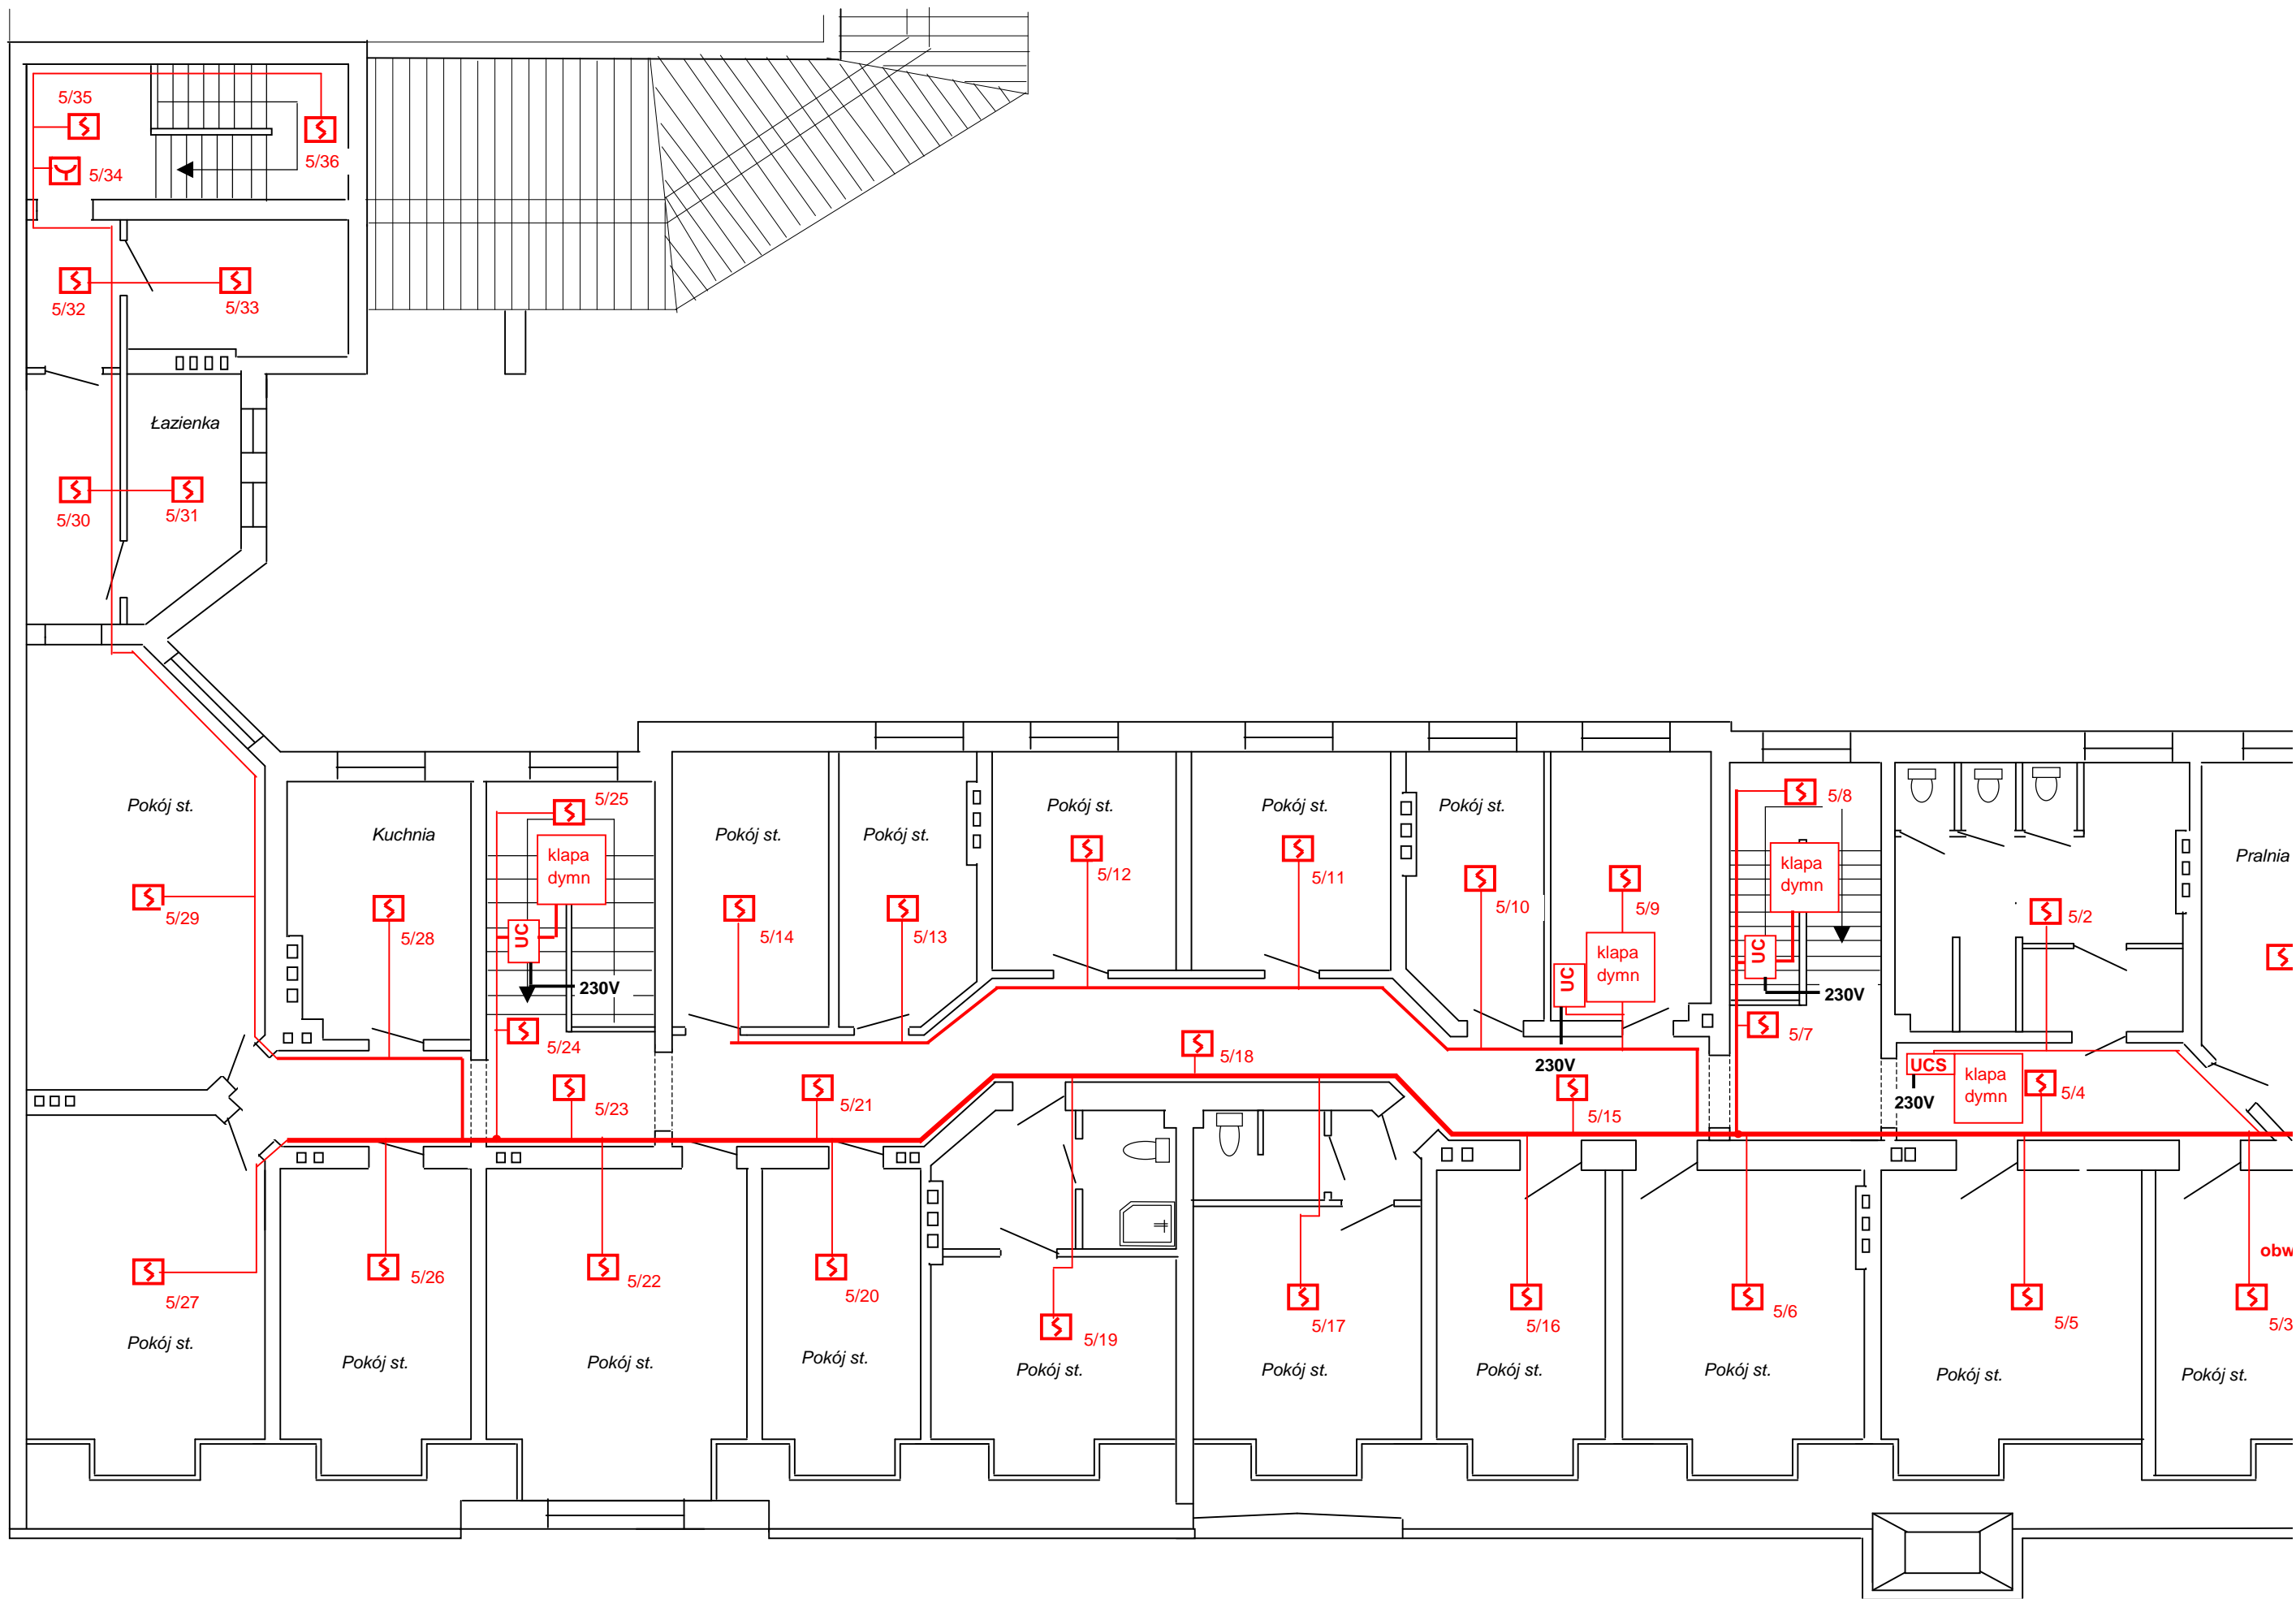 5/35
5/36
5/34
5/32
5/33
Łazienka
5/30
5/31
Pokój st.
Kuchnia
5/25
klapa
dymn
Pokój st.
Pokój st.
Pokój st.
Pokój st.
Pokój st.
5/8
klapa
dymn
Pralnia
5/29
5/28
UC
5/14
5/13
5/12
5/11
5/10
5/9
5/2
klapa
dymn
UC
UC
230V
230V
5/24
5/18
5/7
230V
5/23
5/21
5/15
UCS
klapa
dymn
5/4
230V
5/27
5/26
5/22
5/20
5/19
5/17
5/16
5/6
5/5
obw
5/3
Pokój st.
Pokój st.
Pokój st.
Pokój st.
Pokój st.
Pokój st.
Pokój st.
Pokój st.
Pokój st.
Pokój st.